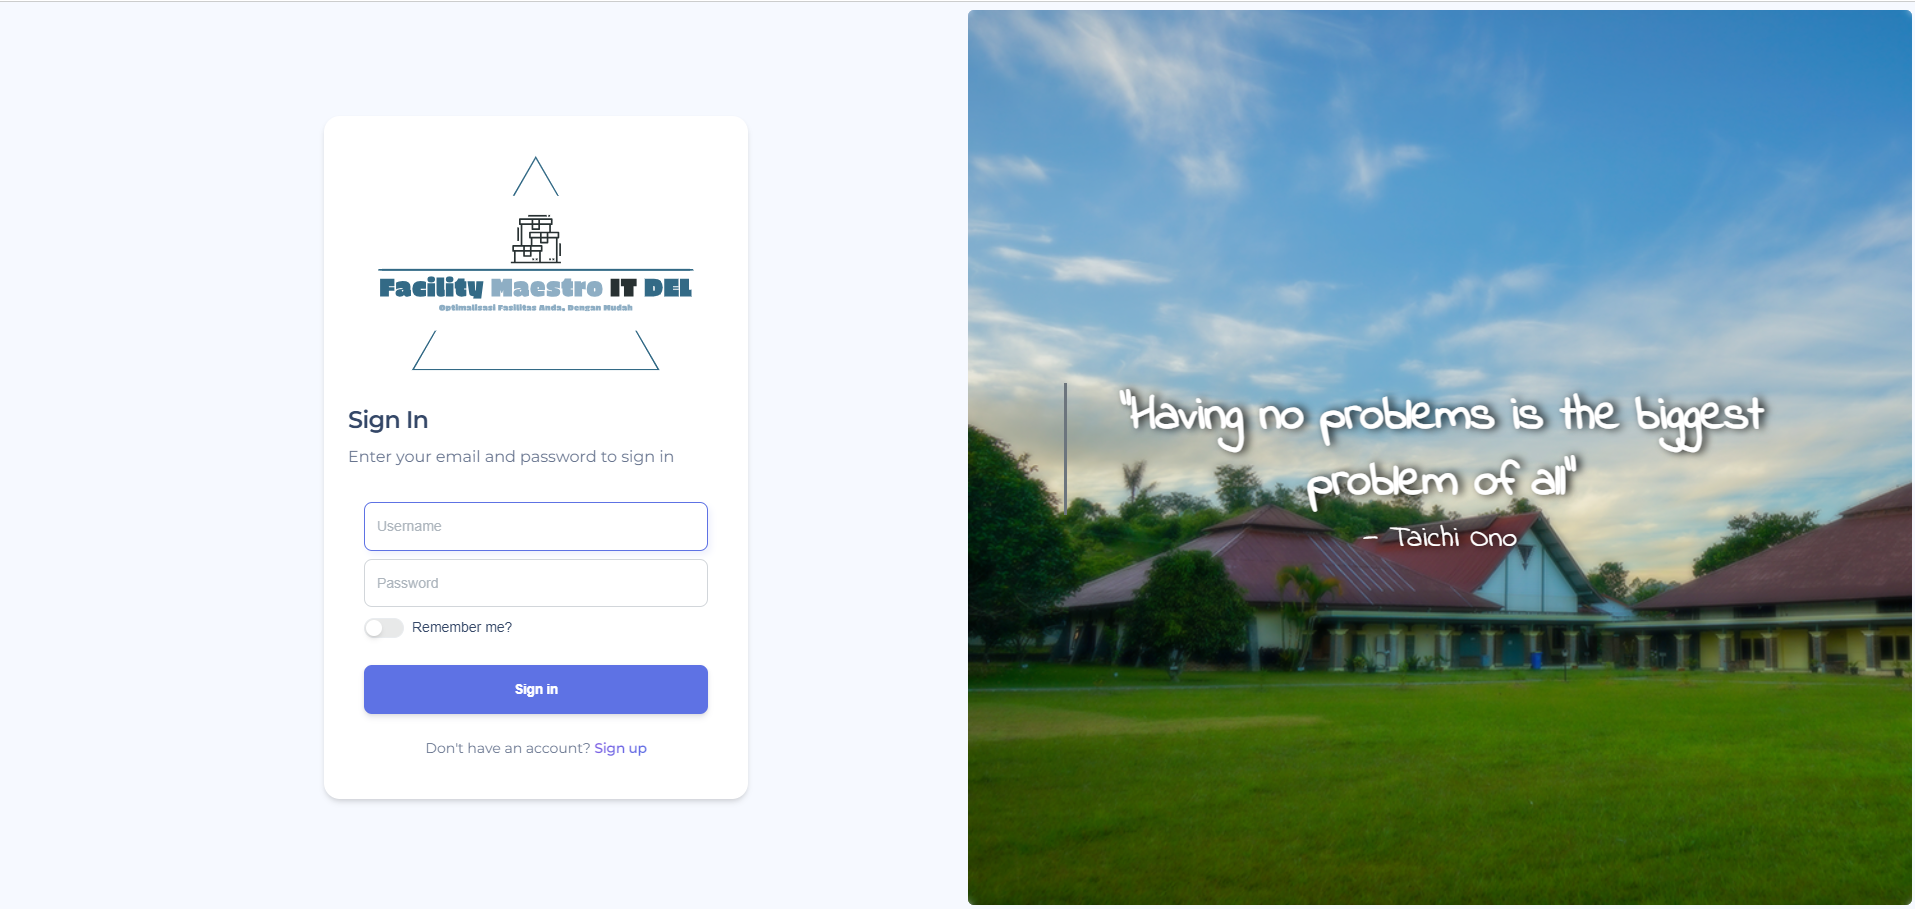 Facility Maestro IT DEL
Optimalisasi Fasilitas Anda, Dengan Mudah
Sign In
Enter your email and password to sign in
Username
Password
Remember me?
Sign in
Don't have an account? Sign up
"Having no problems is the biggest
problem of all"
— Taichi Ono